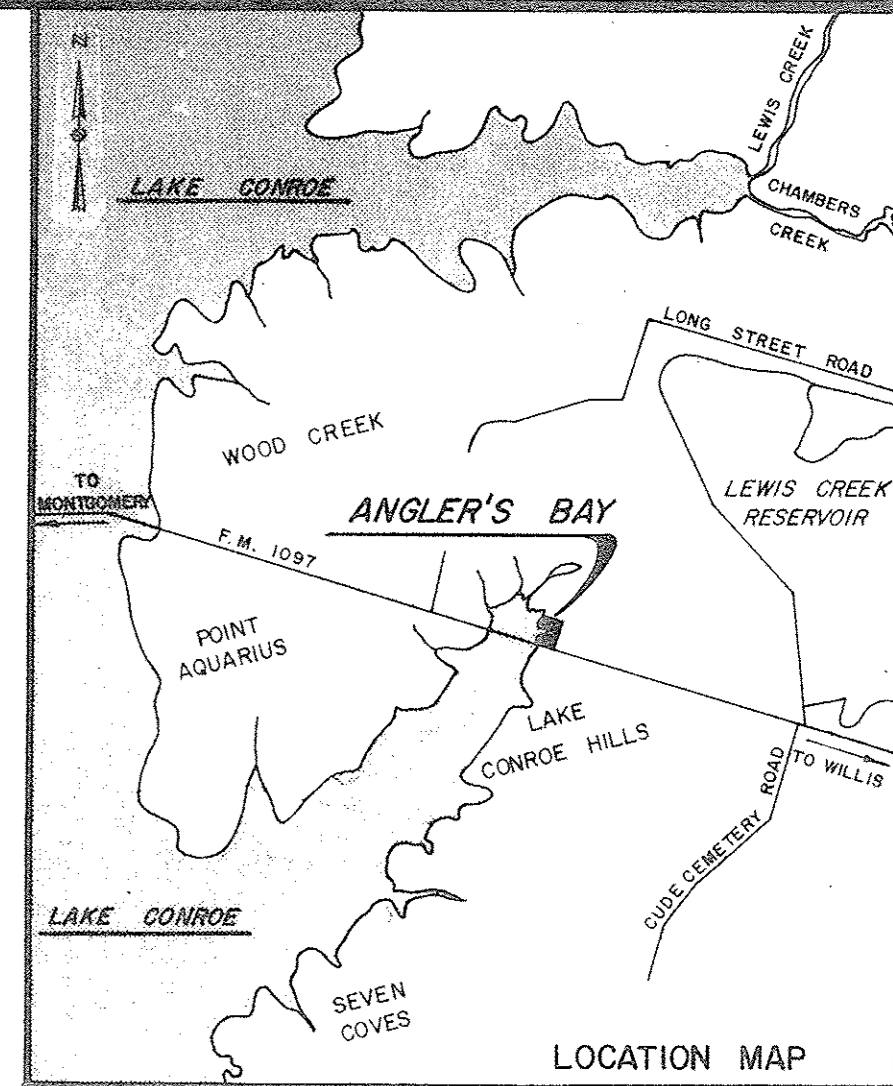 N
LAKE CONROE
LEWIS CREEK
CHAMBERS
CREEK
LONG STREET ROAD
WOOD CREEK
LEWIS CREEK
RESERVOIR
TO
MONTGOMERY
ANGLER'S BAY
F.M. 1097
POINT
AQUARIUS
LAKE
CONROE HILLS
TO WILLIS
CUDE CEMETERY ROAD
LAKE CONROE
SEVEN
COVES
LOCATION MAP